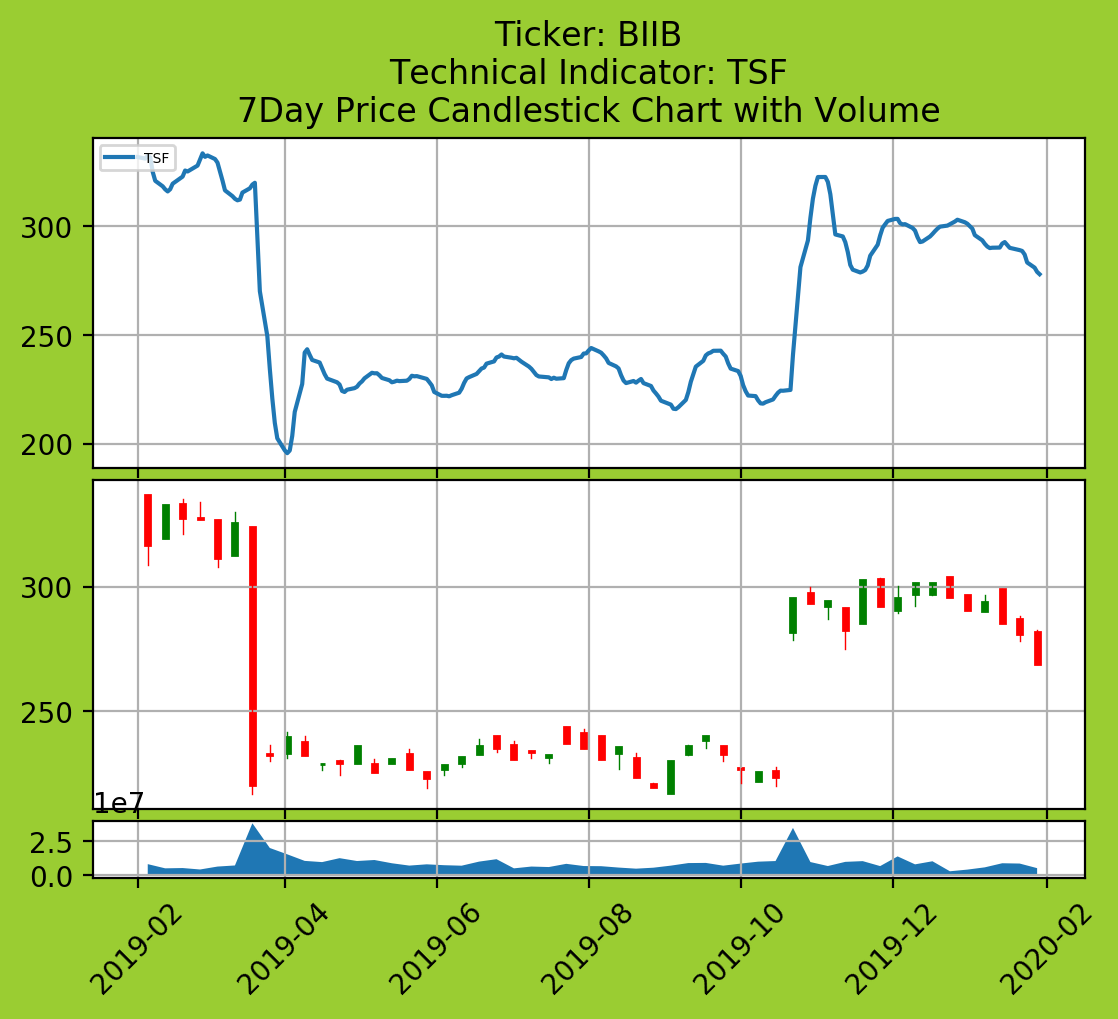 Ticker: BIIB
Technical Indicator: TSF
7Day Price Candlestick Chart with Volume
TSF
300
250
200
300
250
1e7
2.5
0.0
2019-02
2019-04
2019-06
2019-08
2019-10
2019-12
2020-02